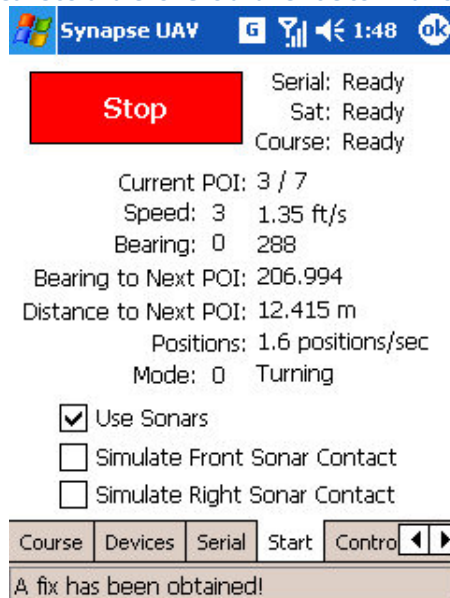 Synapse UAV G 1:48 ok
Stop
Serial: Ready
Sat: Ready
Course: Ready
Current POI: 3 / 7
Speed: 3 1.35 ft/s
Bearing: 0 288
Bearing to Next POI: 206.994
Distance to Next POI: 12.415 m
Positions: 1.6 positions/sec
Mode: 0 Turning
Use Sonars
Simulate Front Sonar Contact
Simulate Right Sonar Contact
Course Devices Serial Start Contro
A fix has been obtained!